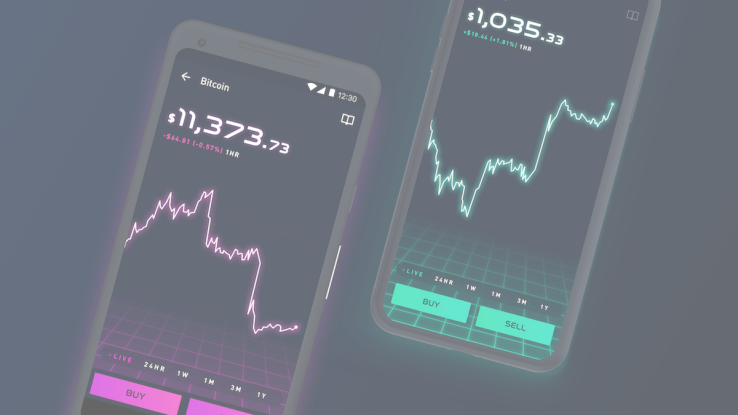 Bitcoin
12:30
$11,373.73
-$64.81 (-0.57%) 1HR
• LIVE 24HR 1W 1M 3M 1Y
BUY
$1,035.33
+$18.44 (+1.81%) 1HR
• LIVE 24HR 1W 1M 3M 1Y
BUY
SELL